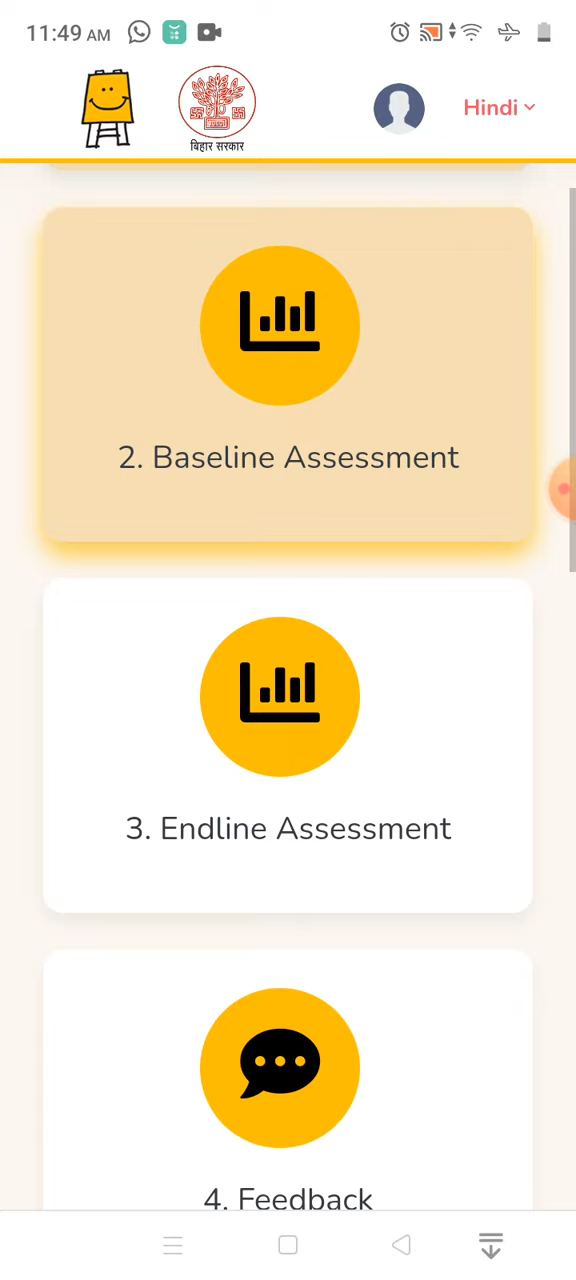 11:49 AM
बिहार सरकार
Hindi
2. Baseline Assessment
3. Endline Assessment
4. Feedback